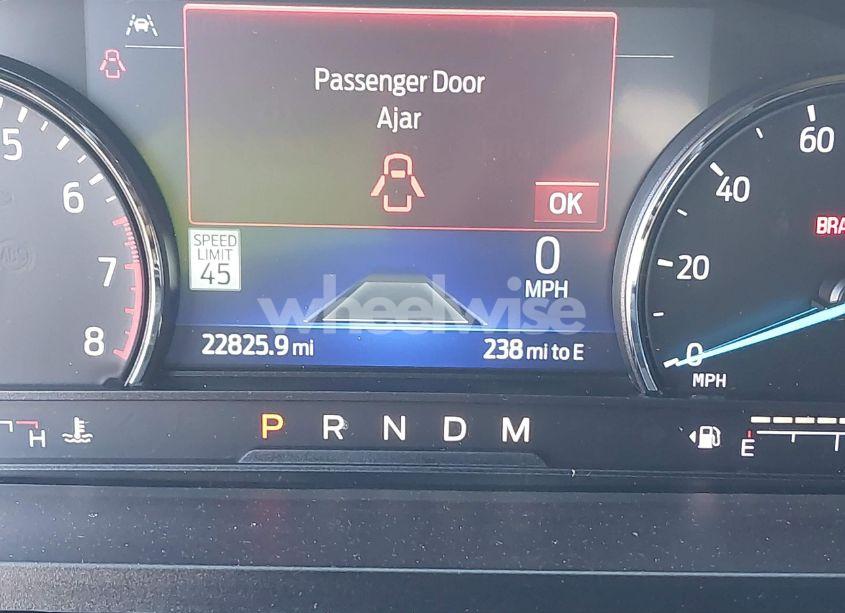 Passenger Door
Ajar
OK
SPEED
LIMIT
45
0
MPH
wheelwise
22825.9 mi
238 mi to E
5
6
7
8
60
40
20
0
MPH
BRA
H
P R N D M
E